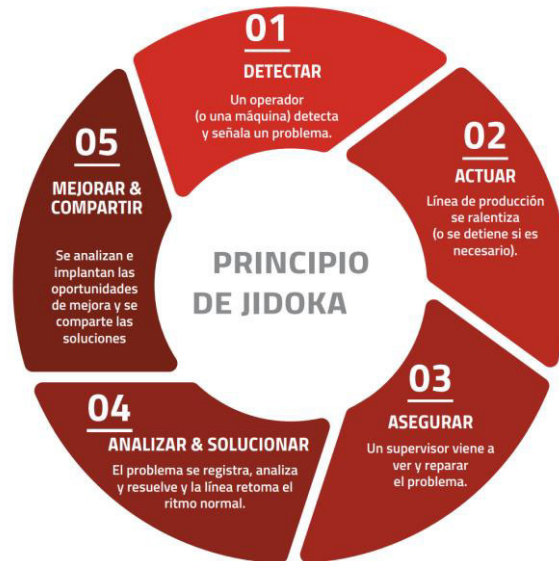 01
DETECTAR
Un operador
(o una máquina) detecta
y señala un problema.
02
ACTUAR
Línea de producción
se ralentiza
(o se detiene si es
necesario).
03
ASEGURAR
Un supervisor viene a
ver y reparar
el problema.
04
ANALIZAR & SOLUCIONAR
El problema se registra, analiza
y resuelve y la línea retoma el
ritmo normal.
05
MEJORAR &
COMPARTIR
Se analizan e
implantan las
oportunidades
de mejora y se
comparte las
soluciones
PRINCIPIO
DE JIDOKA